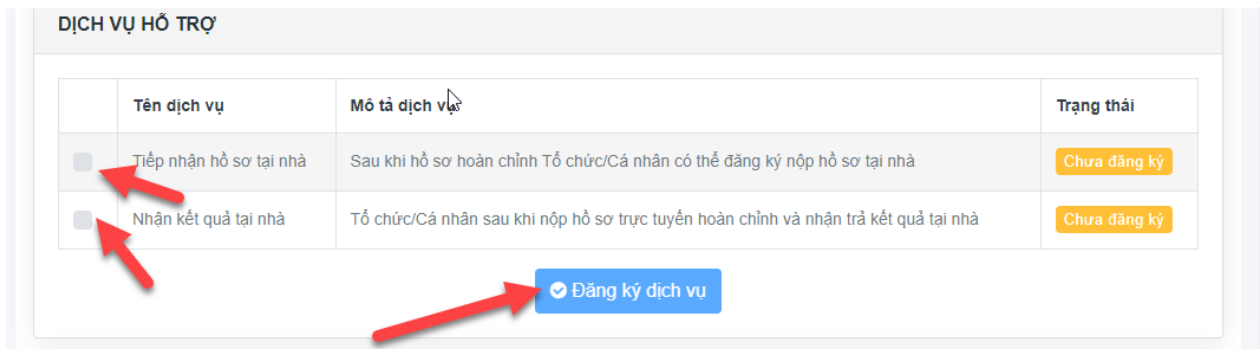 DỊCH VỤ HỖ TRỢ
Tên dịch vụ Mô tả dịch vụ Trạng thái
Tiếp nhận hồ sơ tại nhà Sau khi hồ sơ hoàn chỉnh Tổ chức/Cá nhân có thể đăng ký nộp hồ sơ tại nhà Chưa đăng ký
Nhận kết quả tại nhà Tổ chức/Cá nhân sau khi nộp hồ sơ trực tuyến hoàn chỉnh và nhận trả kết quả tại nhà Chưa đăng ký
Đăng ký dịch vụ